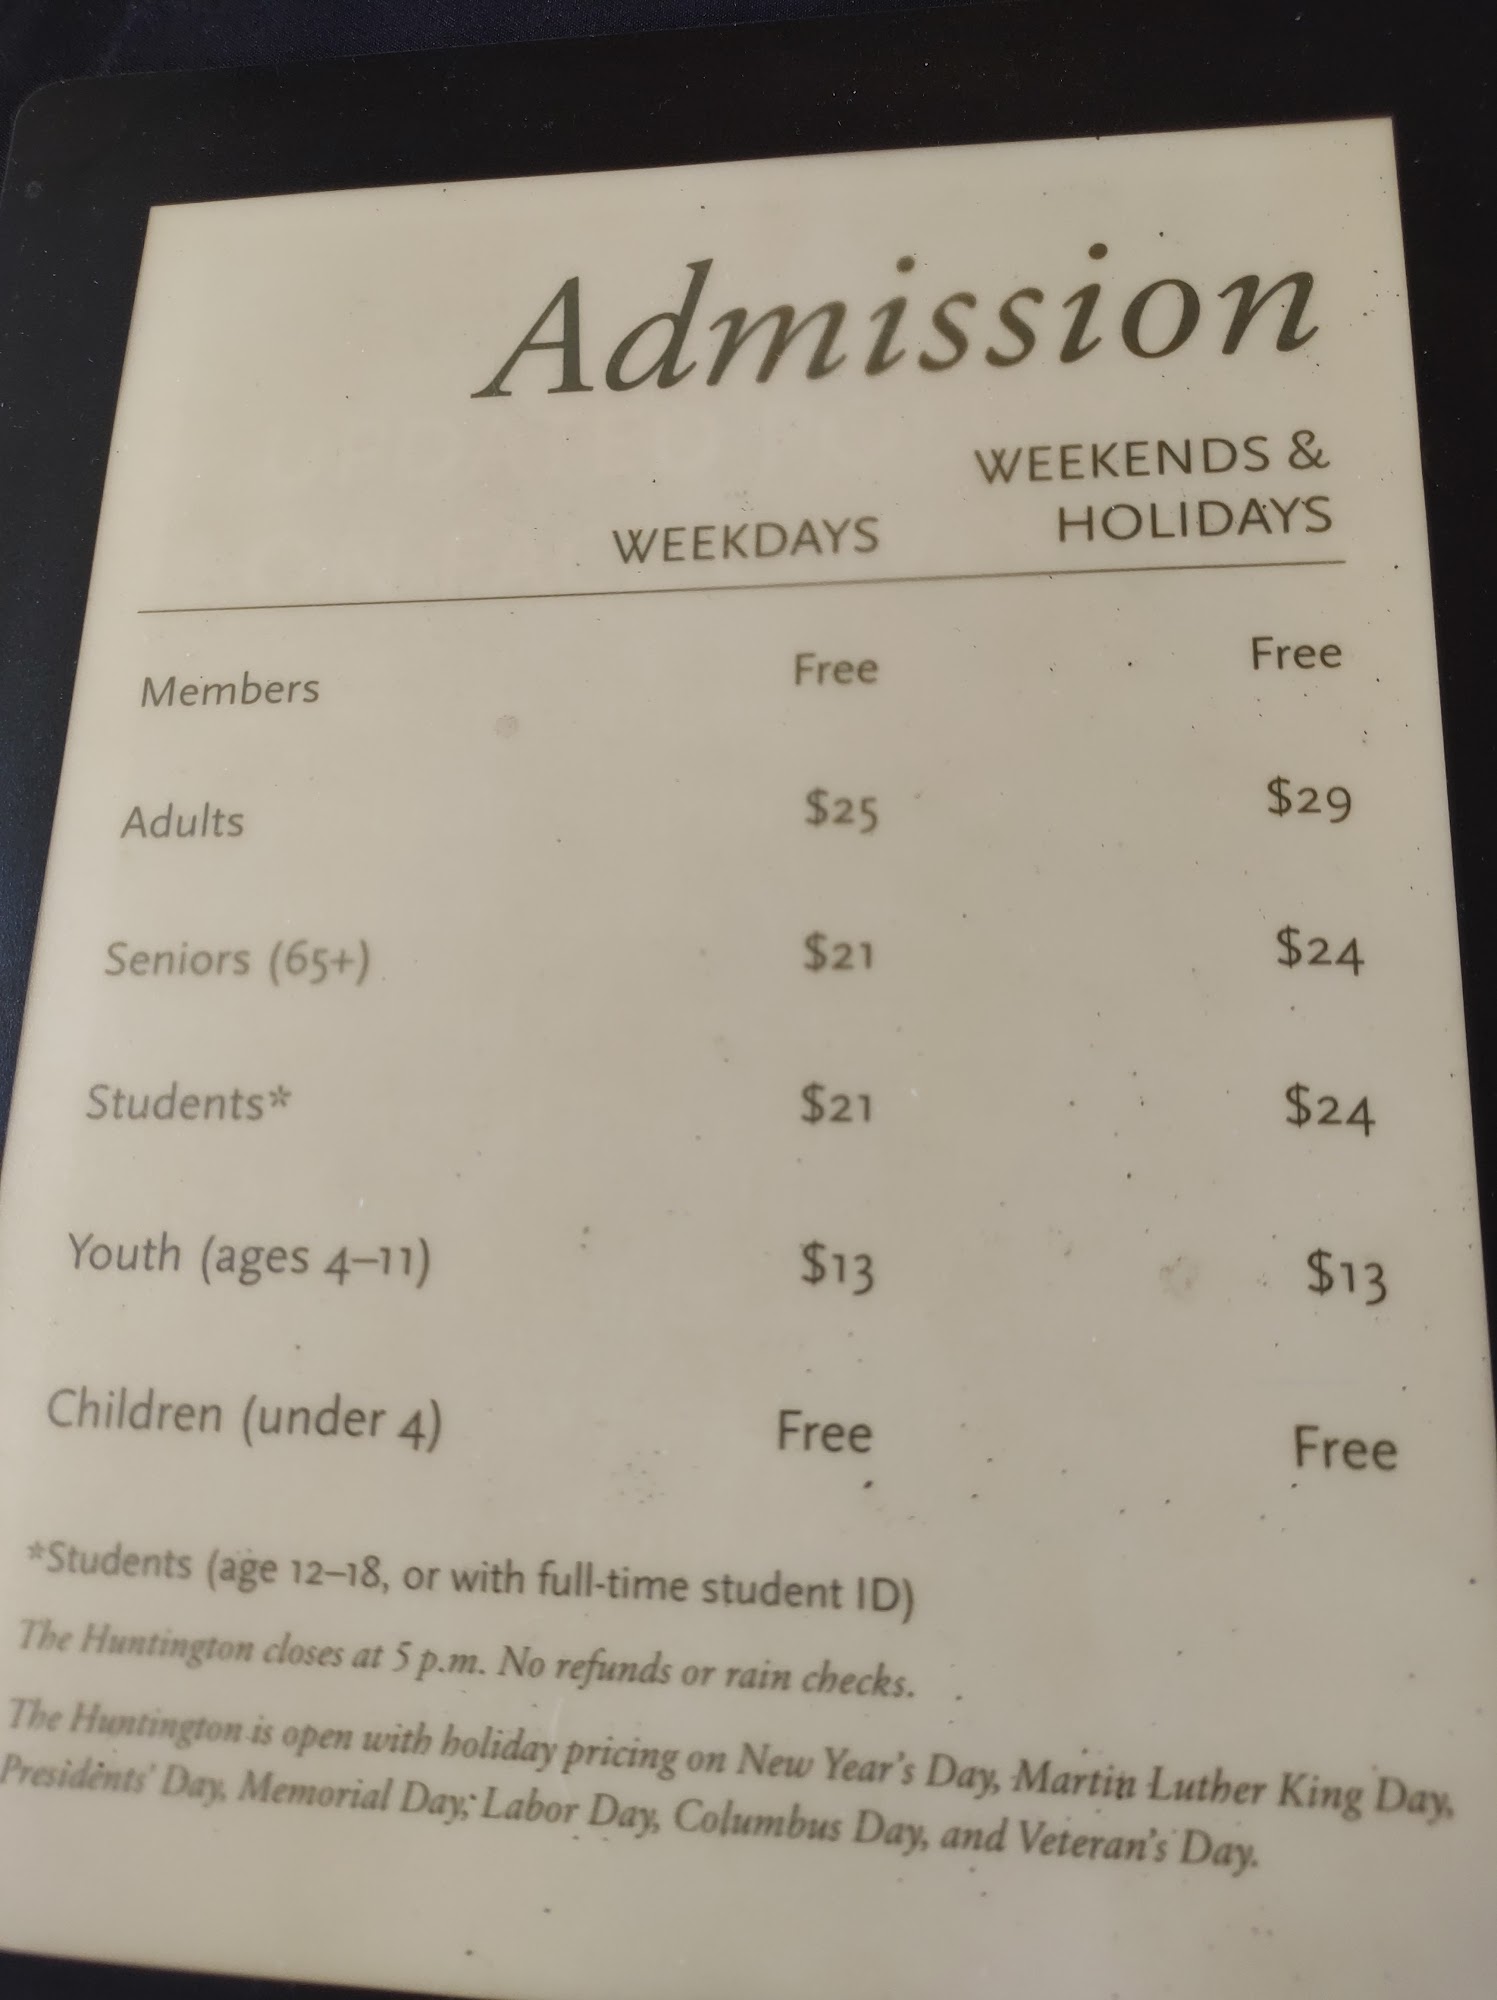 Admission
WEEKENDS &
WEEKDAYS HOLIDAYS
Members Free Free
Adults $25 $29
Seniors (65+) $21 $24
Students* $21 $24
Youth (ages 4–11) $13 $13
Children (under 4) Free Free
*Students (age 12–18, or with full-time student ID)
The Huntington closes at 5 p.m. No refunds or rain checks.
The Huntington is open with holiday pricing on New Year's Day, Martin Luther King Day,
Presidents' Day, Memorial Day, Labor Day, Columbus Day, and Veteran's Day.